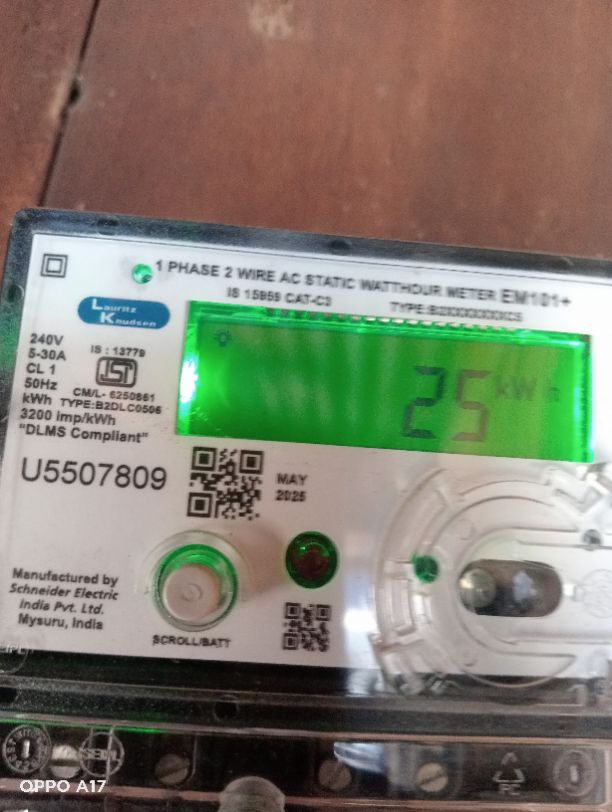 1 PHASE 2 WIRE AC STATIC WATTHOUR METER EM101+
IS 15959 CAT-C3
Lauritz
Knudsen
25 kWh
240V
5-30A
CL 1
50Hz
kWh
3200 imp/kWh
"DLMS Compliant"
IS : 13779
ISI
CM/L- 6250861
TYPE:B2DLC0506
U5507809
MAY
2025
Manufactured by
Schneider Electric
India Pvt. Ltd.
Mysuru, India
SCROLL/BATT
PC
OPPO A17